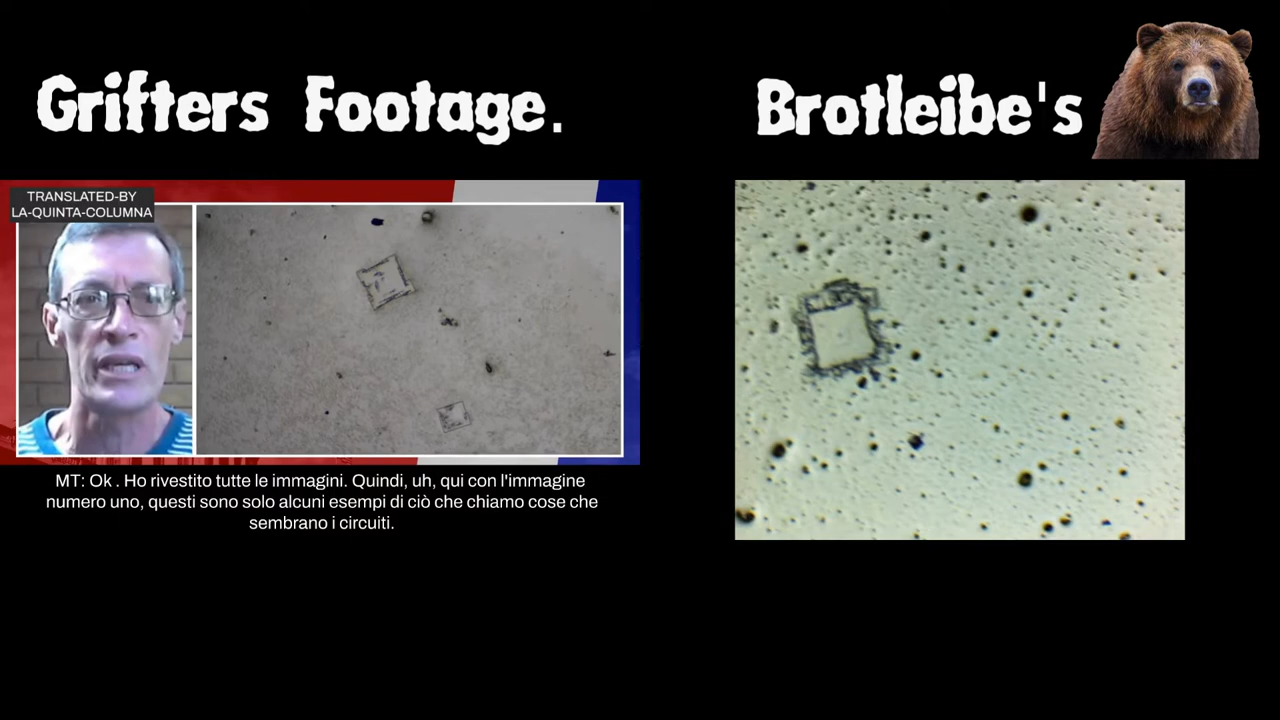 Grifters Footage.
Brotleibe's
TRANSLATED-BY
LA-QUINTA-COLUMNA
MT: Ok . Ho rivestito tutte le immagini. Quindi, uh, qui con l'immagine
numero uno, questi sono solo alcuni esempi di ciò che chiamo cose che
sembrano i circuiti.